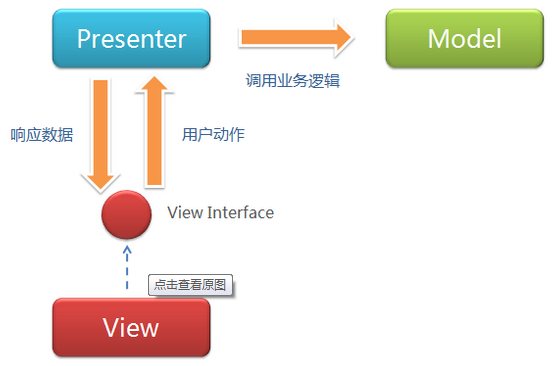 Presenter
Model
调用业务逻辑
响应数据
用户动作
View Interface
点击查看原图
View